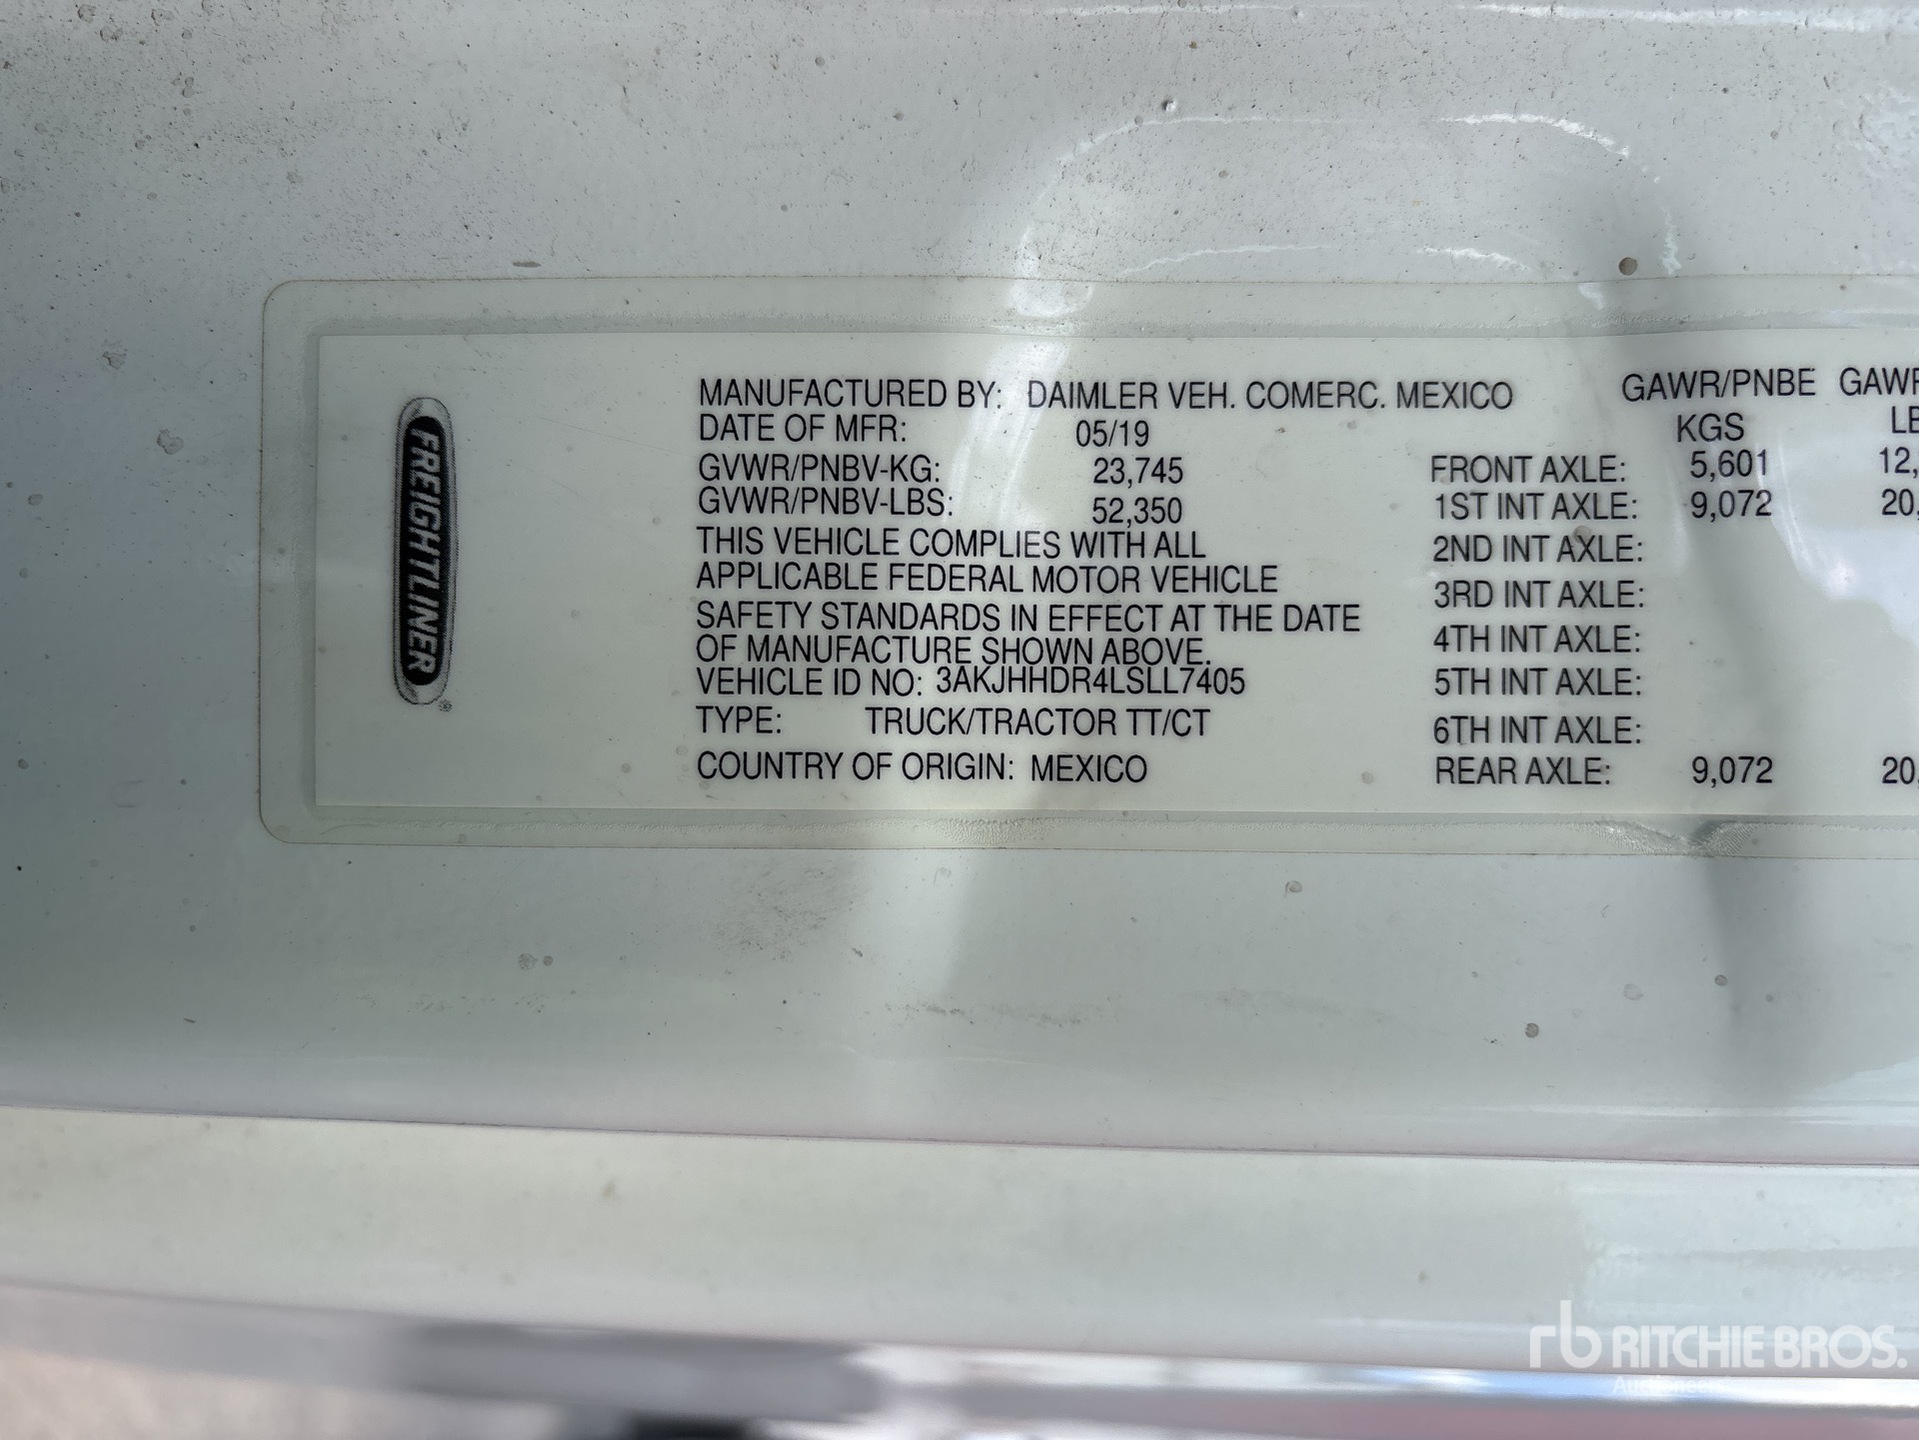 FREIGHTLINER®
MANUFACTURED BY: DAIMLER VEH. COMERC. MEXICO
DATE OF MFR: 05/19
GVWR/PNBV-KG: 23,745
GVWR/PNBV-LBS: 52,350
THIS VEHICLE COMPLIES WITH ALL
APPLICABLE FEDERAL MOTOR VEHICLE
SAFETY STANDARDS IN EFFECT AT THE DATE
OF MANUFACTURE SHOWN ABOVE.
VEHICLE ID NO: 3AKJHHDR4LSLL7405
TYPE: TRUCK/TRACTOR TT/CT
COUNTRY OF ORIGIN: MEXICO
GAWR/PNBE
KGS
FRONT AXLE: 5,601
1ST INT AXLE: 9,072
2ND INT AXLE:
3RD INT AXLE:
4TH INT AXLE:
5TH INT AXLE:
6TH INT AXLE:
REAR AXLE: 9,072
rb RITCHIE BROS.